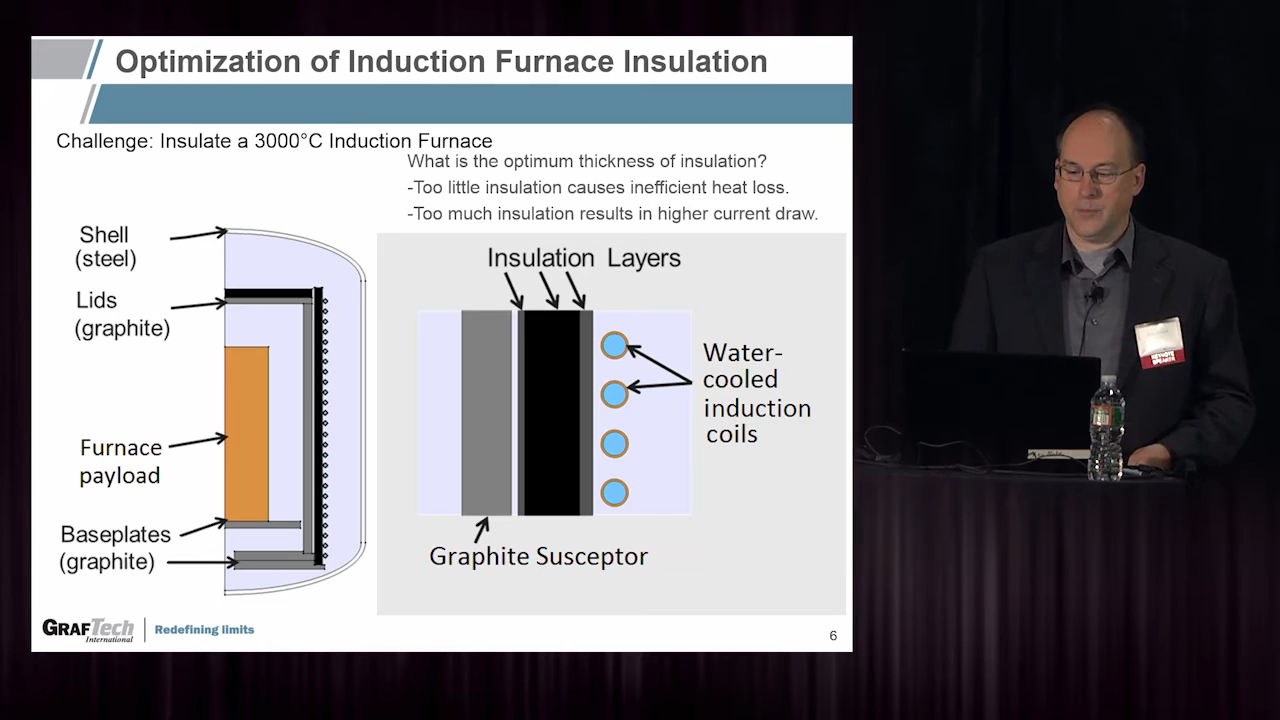 Optimization of Induction Furnace Insulation
Challenge: Insulate a 3000°C Induction Furnace
What is the optimum thickness of insulation?
-Too little insulation causes inefficient heat loss.
-Too much insulation results in higher current draw.
Shell
(steel)
Lids
(graphite)
Furnace
payload
Baseplates
(graphite)
Insulation Layers
Water-
cooled
induction
coils
Graphite Susceptor
GRAFTECH
International
Redefining limits
6
KEYNOTE
SPEAKER